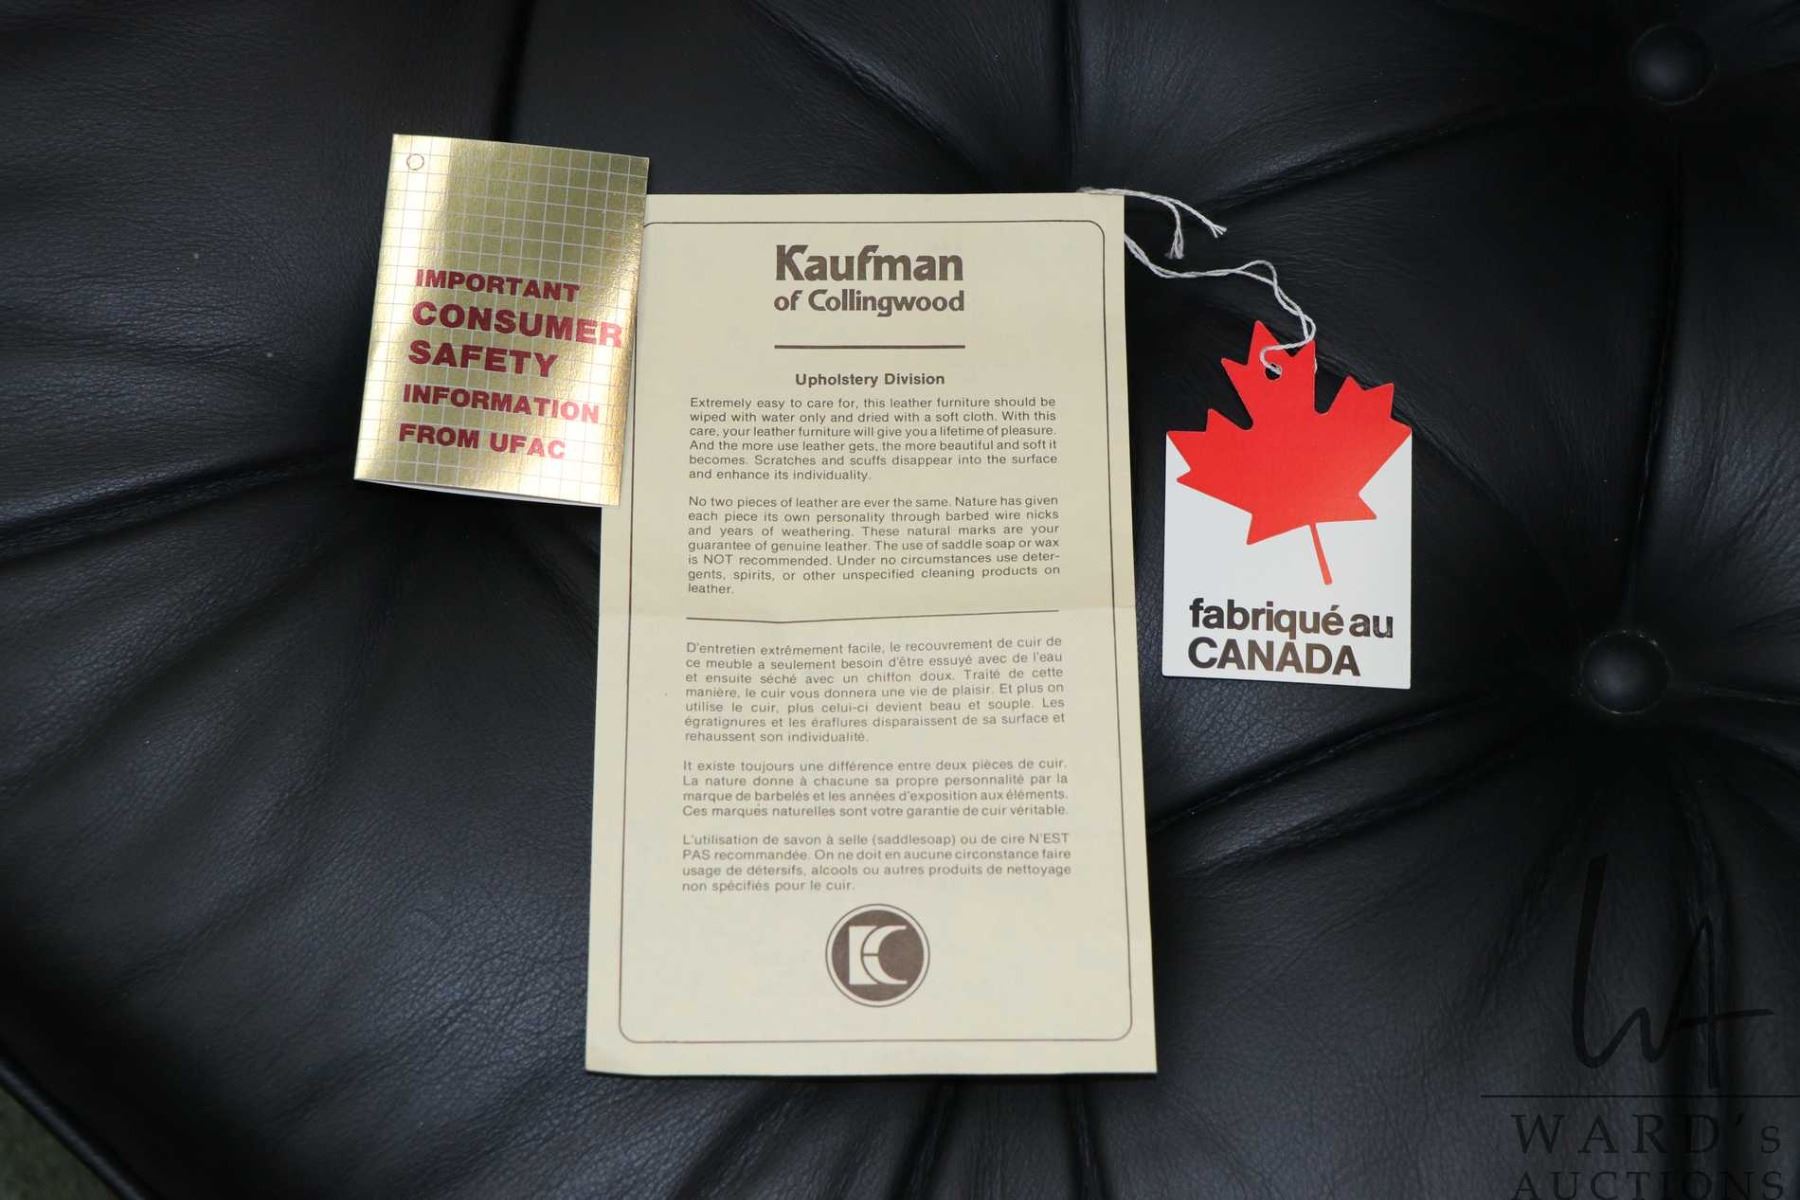 IMPORTANT
CONSUMER
SAFETY
INFORMATION
FROM UFAC
Kaufman
of Collingwood
Upholstery Division
Extremely easy to care for, this leather furniture should be
wiped with water only and dried with a soft cloth. With this
care, your leather furniture will give you a lifetime of pleasure.
And the more use leather gets, the more beautiful and soft it
becomes. Scratches and scuffs disappear into the surface
and enhance its individuality.
No two pieces of leather are ever the same. Nature has given
each piece its own personality through barbed wire nicks
and years of weathering. These natural marks are your
guarantee of genuine leather. The use of saddle soap or wax
is NOT recommended. Under no circumstances use deter-
gents, spirits, or other unspecified cleaning products on
leather.
D'entretien extrêmement facile, le recouvrement de cuir de
ce meuble a seulement besoin d'être essuyé avec de l'eau
et ensuite séché avec un chiffon doux. Traité de cette
manière, le cuir vous donnera une vie de plaisir. Et plus on
utilise le cuir, plus celui-ci devient beau et souple. Les
égratignures et les éraflures disparaissent de sa surface et
rehaussent son individualité.
It existe toujours une différence entre deux pièces de cuir.
La nature donne à chacune sa propre personnalité par la
marque de barbelés et les années d'exposition aux éléments.
Ces marques naturelles sont votre garantie de cuir véritable.
L'utilisation de savon à selle (saddlesoap) ou de cire N'EST
PAS recommandée. On ne doit en aucune circonstance faire
usage de détersifs, alcools ou autres produits de nettoyage
non spécifiés pour le cuir.
KC
fabriqué au
CANADA
WA
WARD's
AUCTIONS